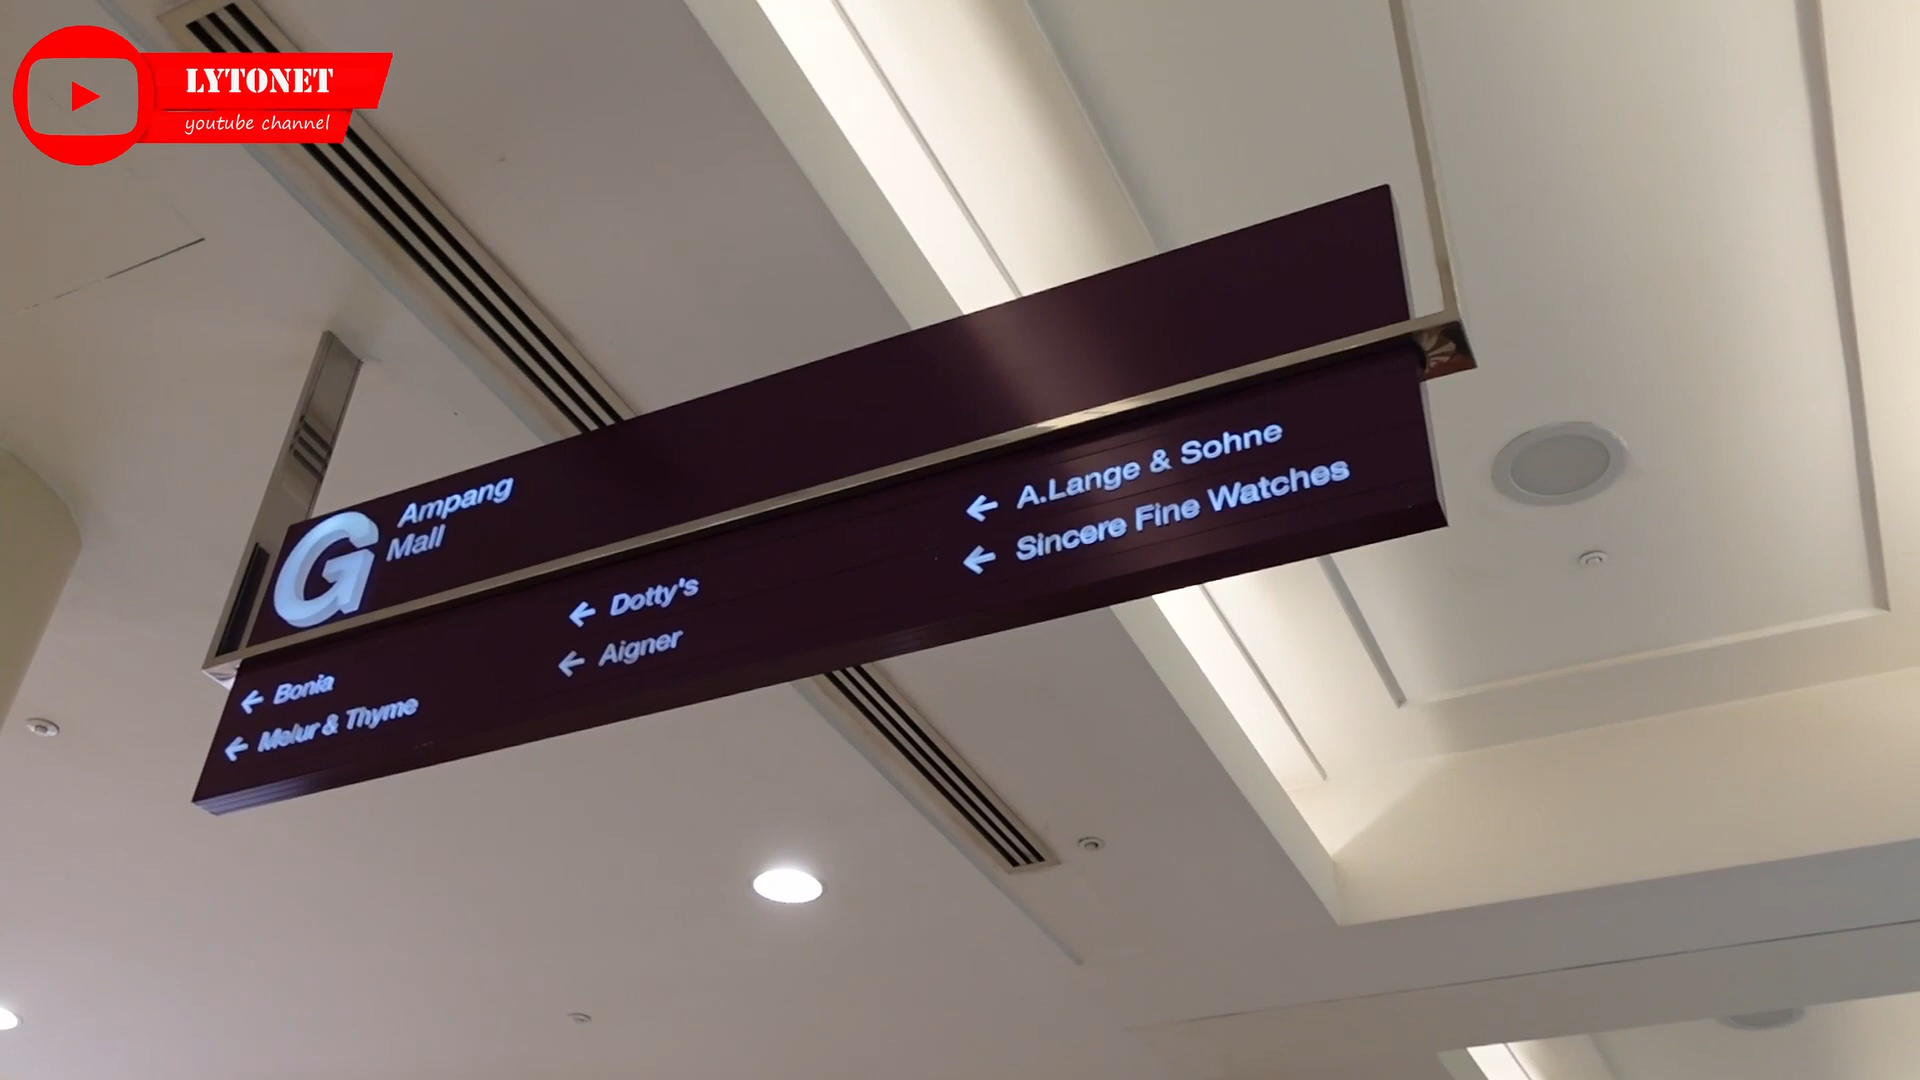 LYTONET
youtube channel
G
Ampang
Mall
← Bonia
← Melur & Thyme
← Dotty's
← Aigner
← A.Lange & Sohne
← Sincere Fine Watches